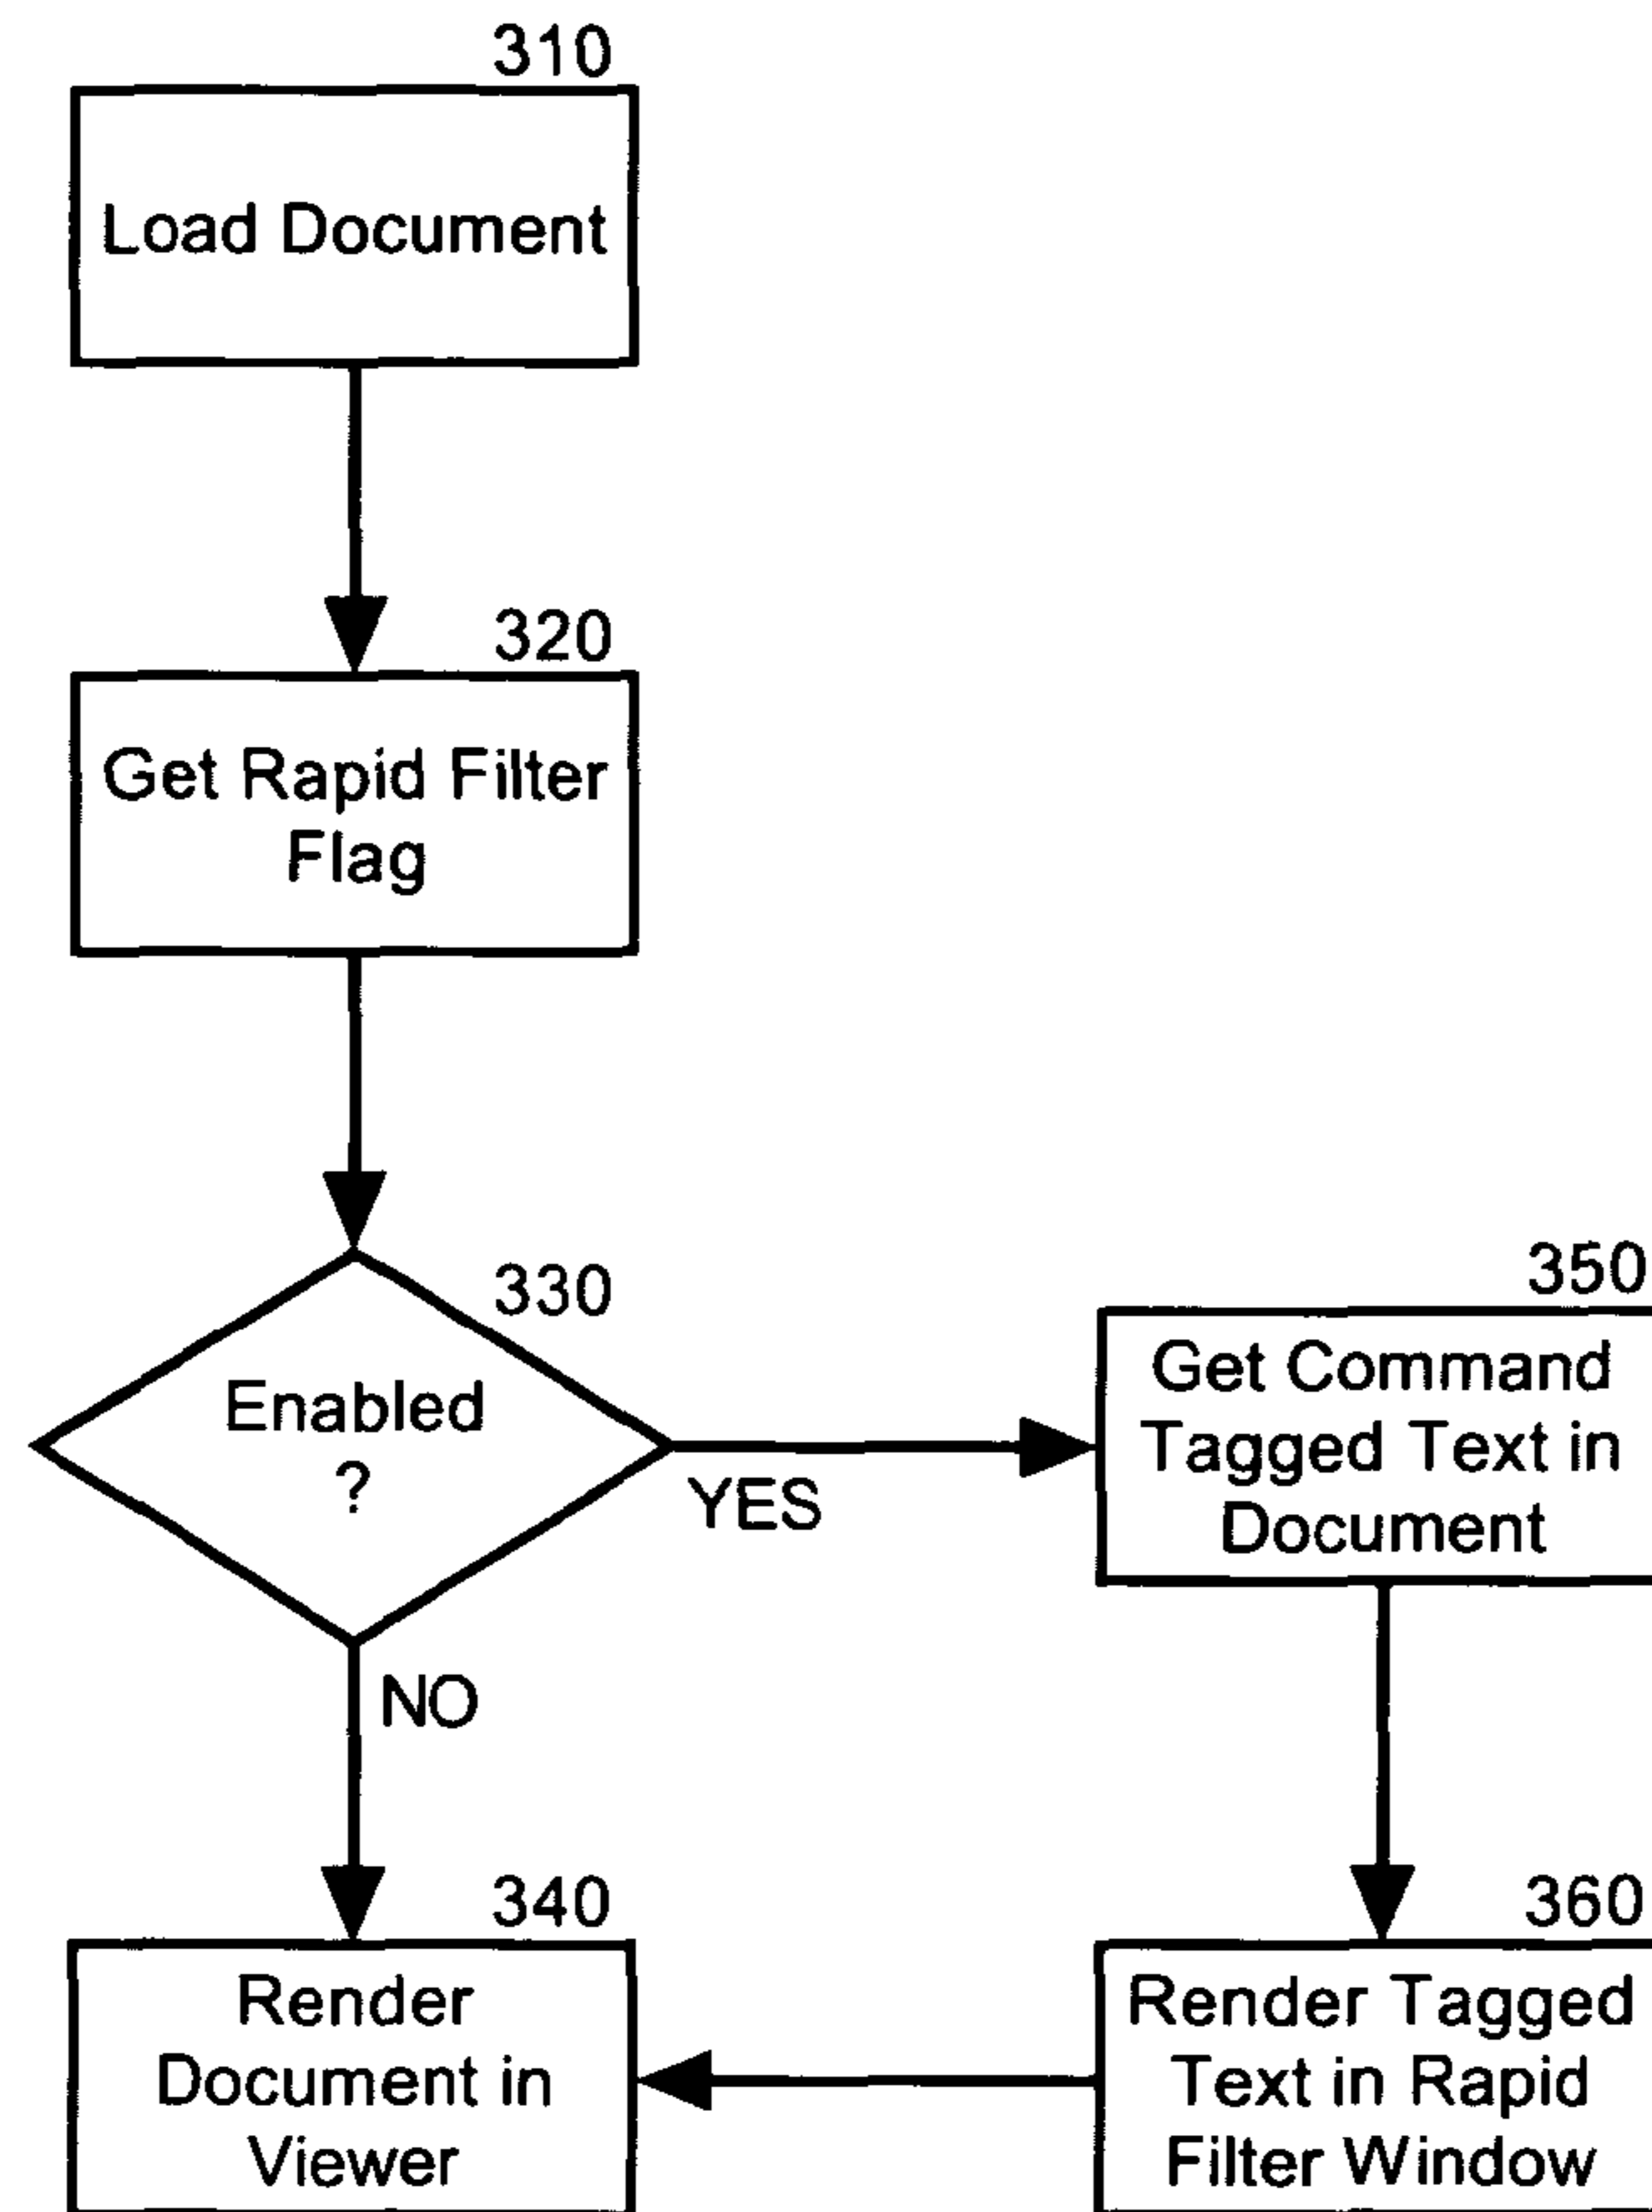 310
Load Document
320
Get Rapid Filter
Flag
330
Enabled
?
YES
NO
350
Get Command
Tagged Text in
Document
340
Render
Document in
Viewer
360
Render Tagged
Text in Rapid
Filter Window